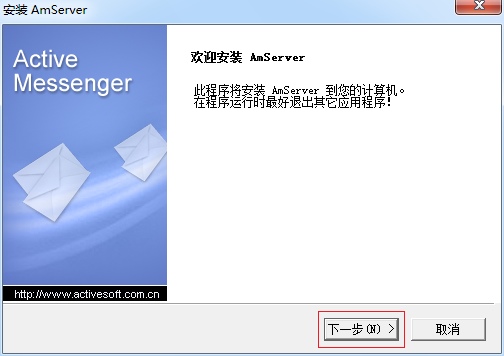 安装 AmServer
Active
Messenger
欢迎安装 AmServer
此程序将安装 AmServer 到您的计算机。
在程序运行时最好退出其它应用程序!
http://www.activesoft.com.cn
下一步(N) >
取消